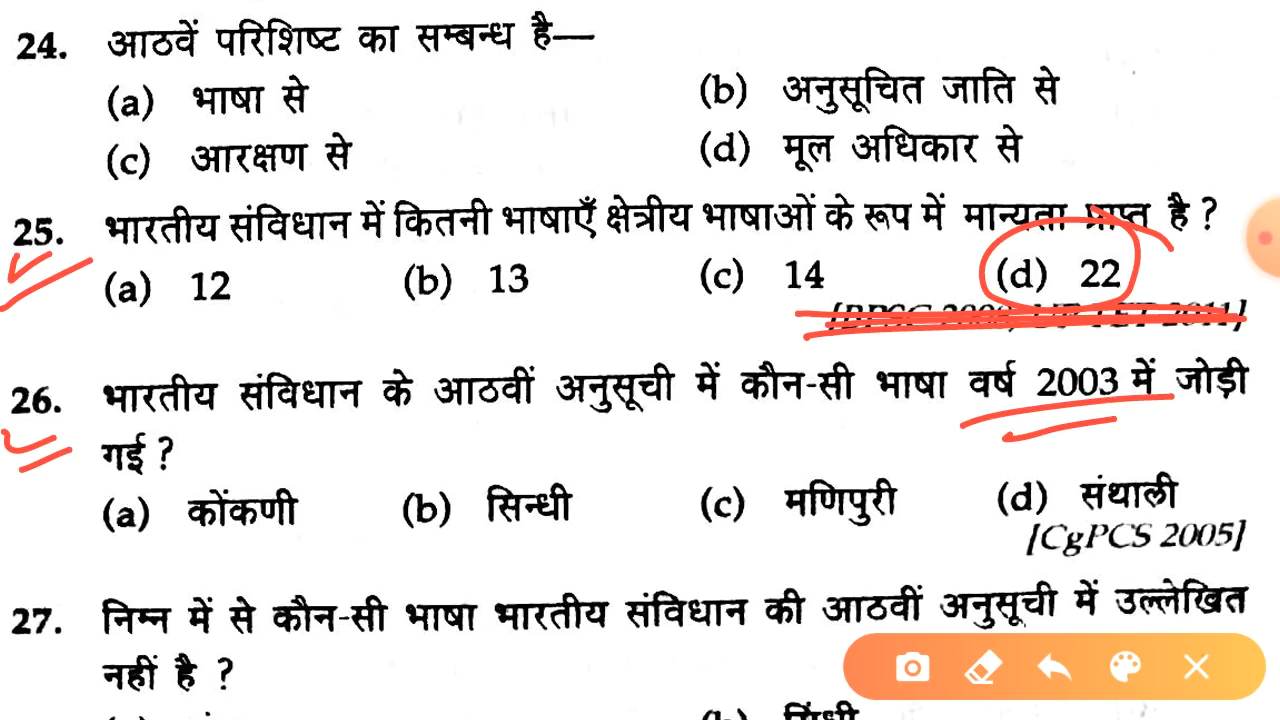 24. आठवें परिशिष्ट का सम्बन्ध है—
(a) भाषा से (b) अनुसूचित जाति से
(c) आरक्षण से (d) मूल अधिकार से
25. भारतीय संविधान में कितनी भाषाएँ क्षेत्रीय भाषाओं के रूप में मान्यता प्राप्त है ?
(a) 12 (b) 13 (c) 14 (d) 22
26. भारतीय संविधान के आठवीं अनुसूची में कौन-सी भाषा वर्ष 2003 में जोड़ी
गई ?
(a) कोंकणी (b) सिन्धी (c) मणिपुरी (d) संथाली
[CgPCS 2005]
27. निम्न में से कौन-सी भाषा भारतीय संविधान की आठवीं अनुसूची में उल्लेखित
नहीं है ?
(b) सिंधी